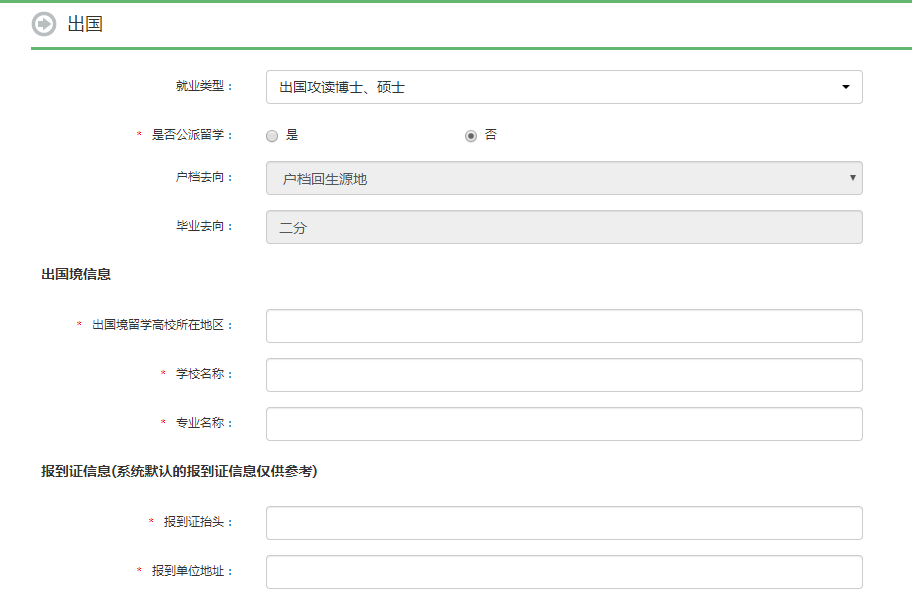 出国
就业类型： 出国攻读博士、硕士
* 是否公派留学： 是 否
户档去向： 户档回生源地
毕业去向： 二分
出国境信息
* 出国境留学高校所在地区：
* 学校名称：
* 专业名称：
报到证信息(系统默认的报到证信息仅供参考)
* 报到证抬头：
* 报到单位地址：